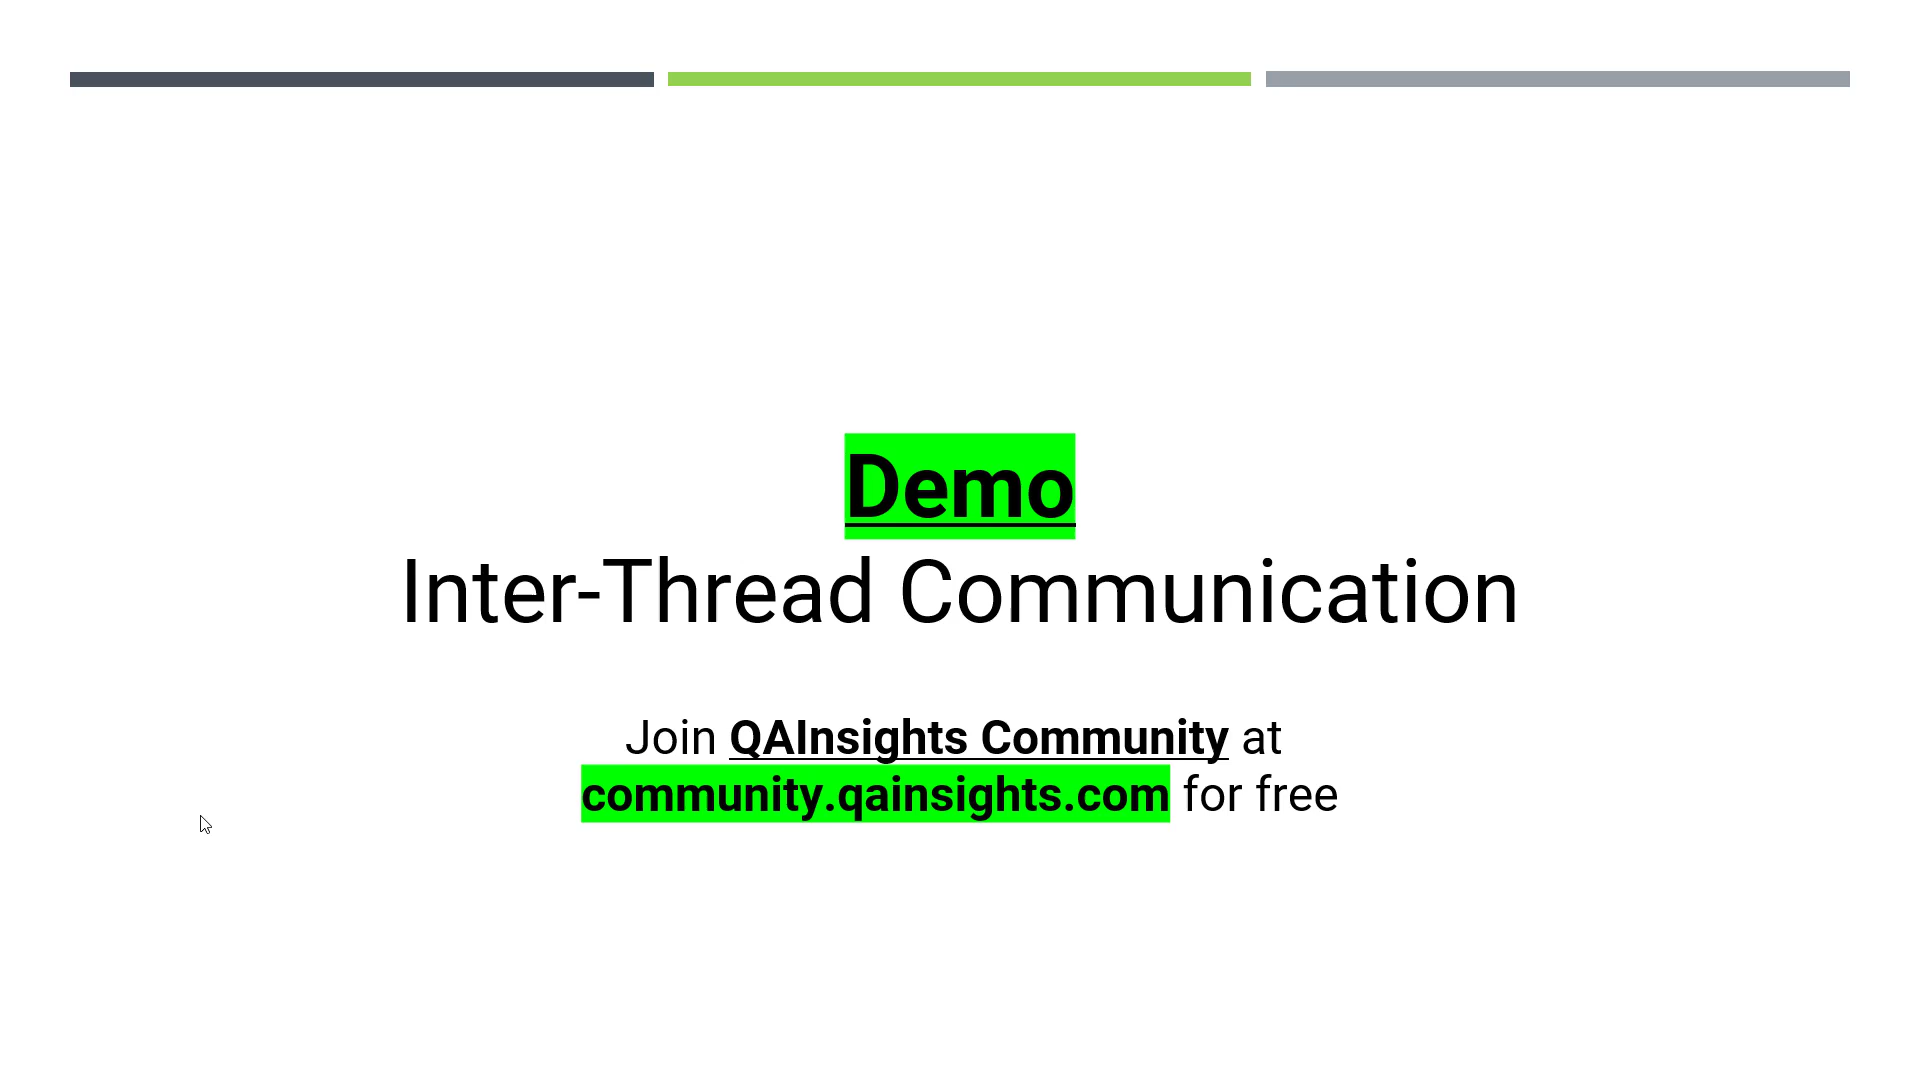 Demo
Inter-Thread Communication
Join QAInsights Community at
community.qainsights.com for free